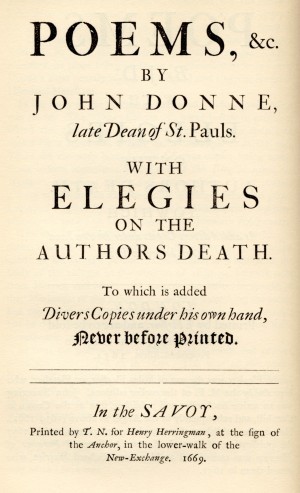 POEMS, &c.
BY
JOHN DONNE,
late Dean of St. Pauls.
WITH
ELEGIES
ON THE
AUTHORS DEATH.
To which is added
Divers Copies under his own hand,
Never before Printed.
In the SAVOY,
Printed by T. N. for Henry Herringman, at the sign of
the Anchor, in the lower-walk of the
New-Exchange. 1669.